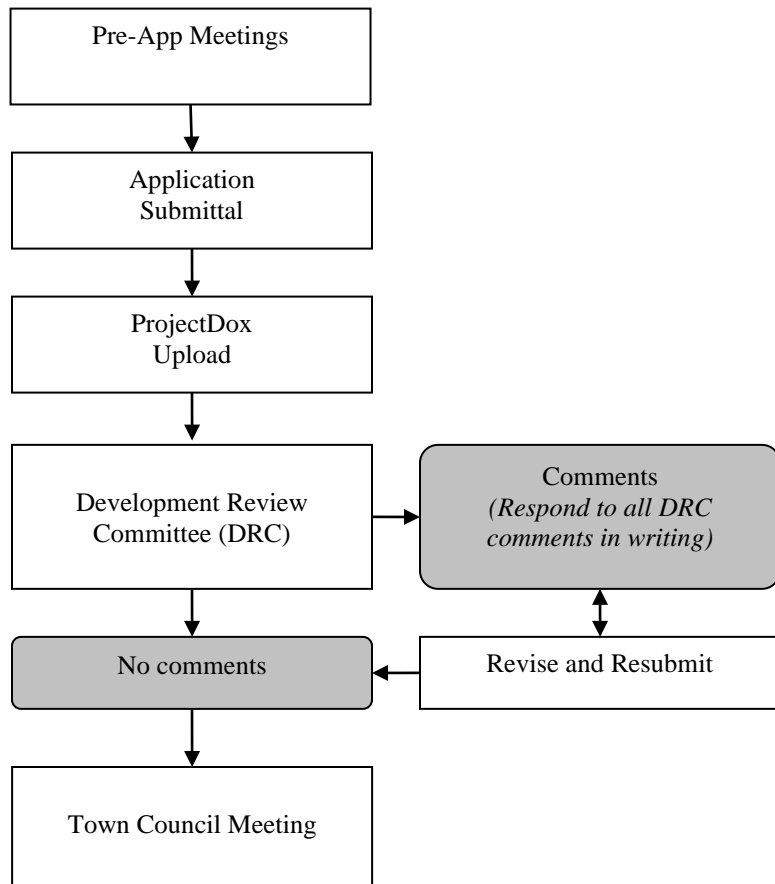 Pre-App Meetings
Application
Submittal
ProjectDox
Upload
Development Review
Committee (DRC)
Comments
(Respond to all DRC
comments in writing)
No comments
Revise and Resubmit
Town Council Meeting